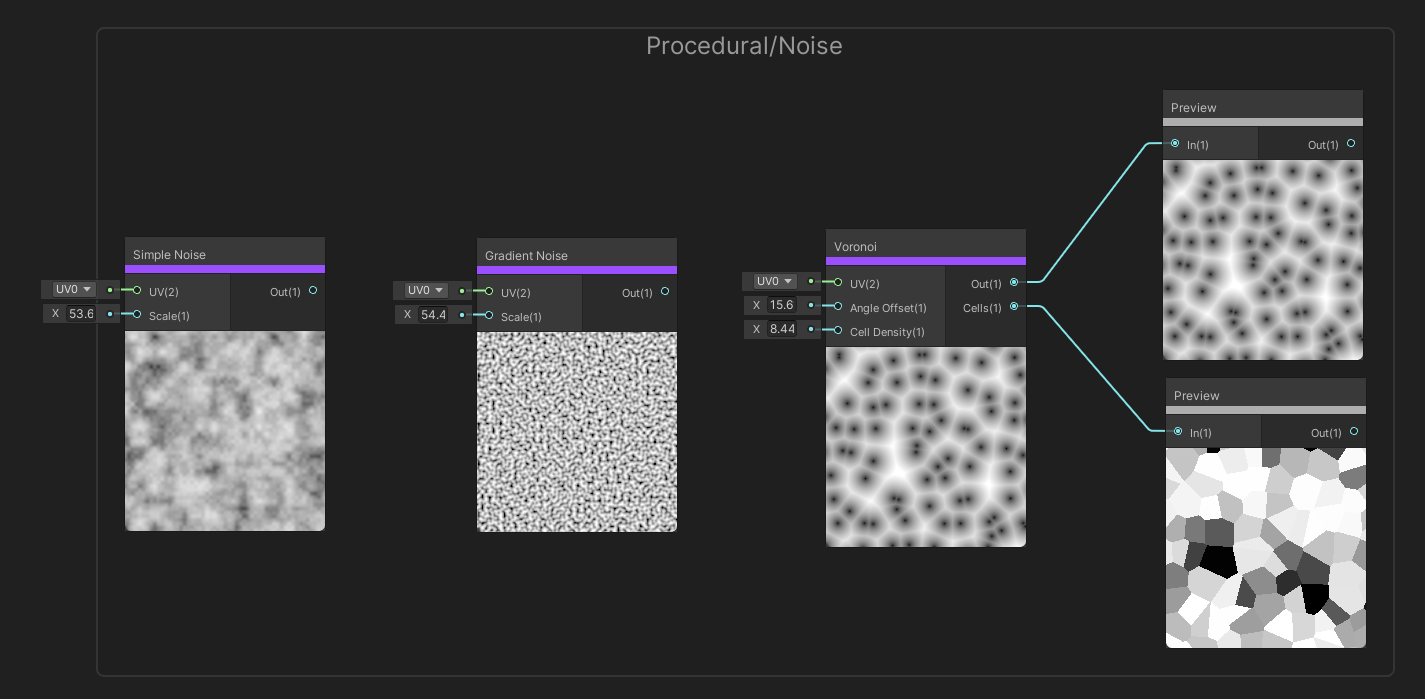 Procedural/Noise
Simple Noise
UV0
UV(2)
Out(1)
X 53.6
Scale(1)
Gradient Noise
UV0
UV(2)
Out(1)
X 54.4
Scale(1)
Voronoi
UV0
UV(2)
Out(1)
X 15.6
Angle Offset(1)
Cells(1)
X 8.44
Cell Density(1)
Preview
In(1)
Out(1)
Preview
In(1)
Out(1)